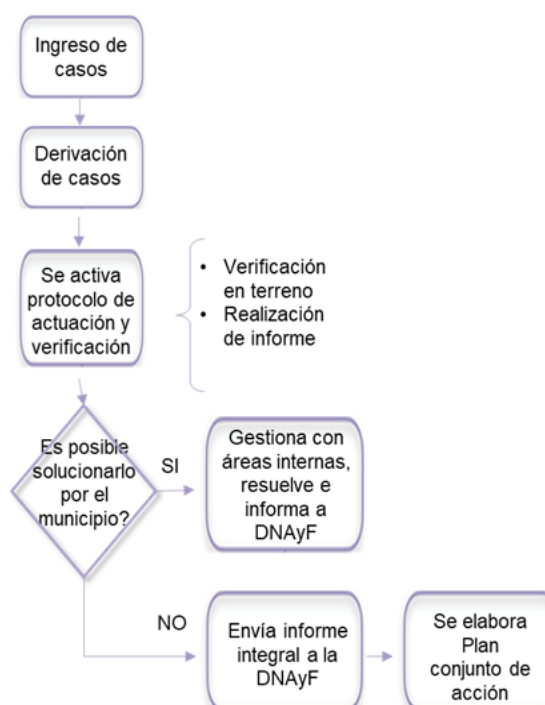 Ingreso de
casos
Derivación
de casos
Se activa
protocolo de
actuación y
verificación
• Verificación
en terreno
• Realización
de informe
Es posible
solucionarlo
por el
municipio?
SI
Gestiona con
áreas internas,
resuelve e
informa a
DNAyF
NO
Envía informe
integral a la
DNAyF
Se elabora
Plan
conjunto de
acción